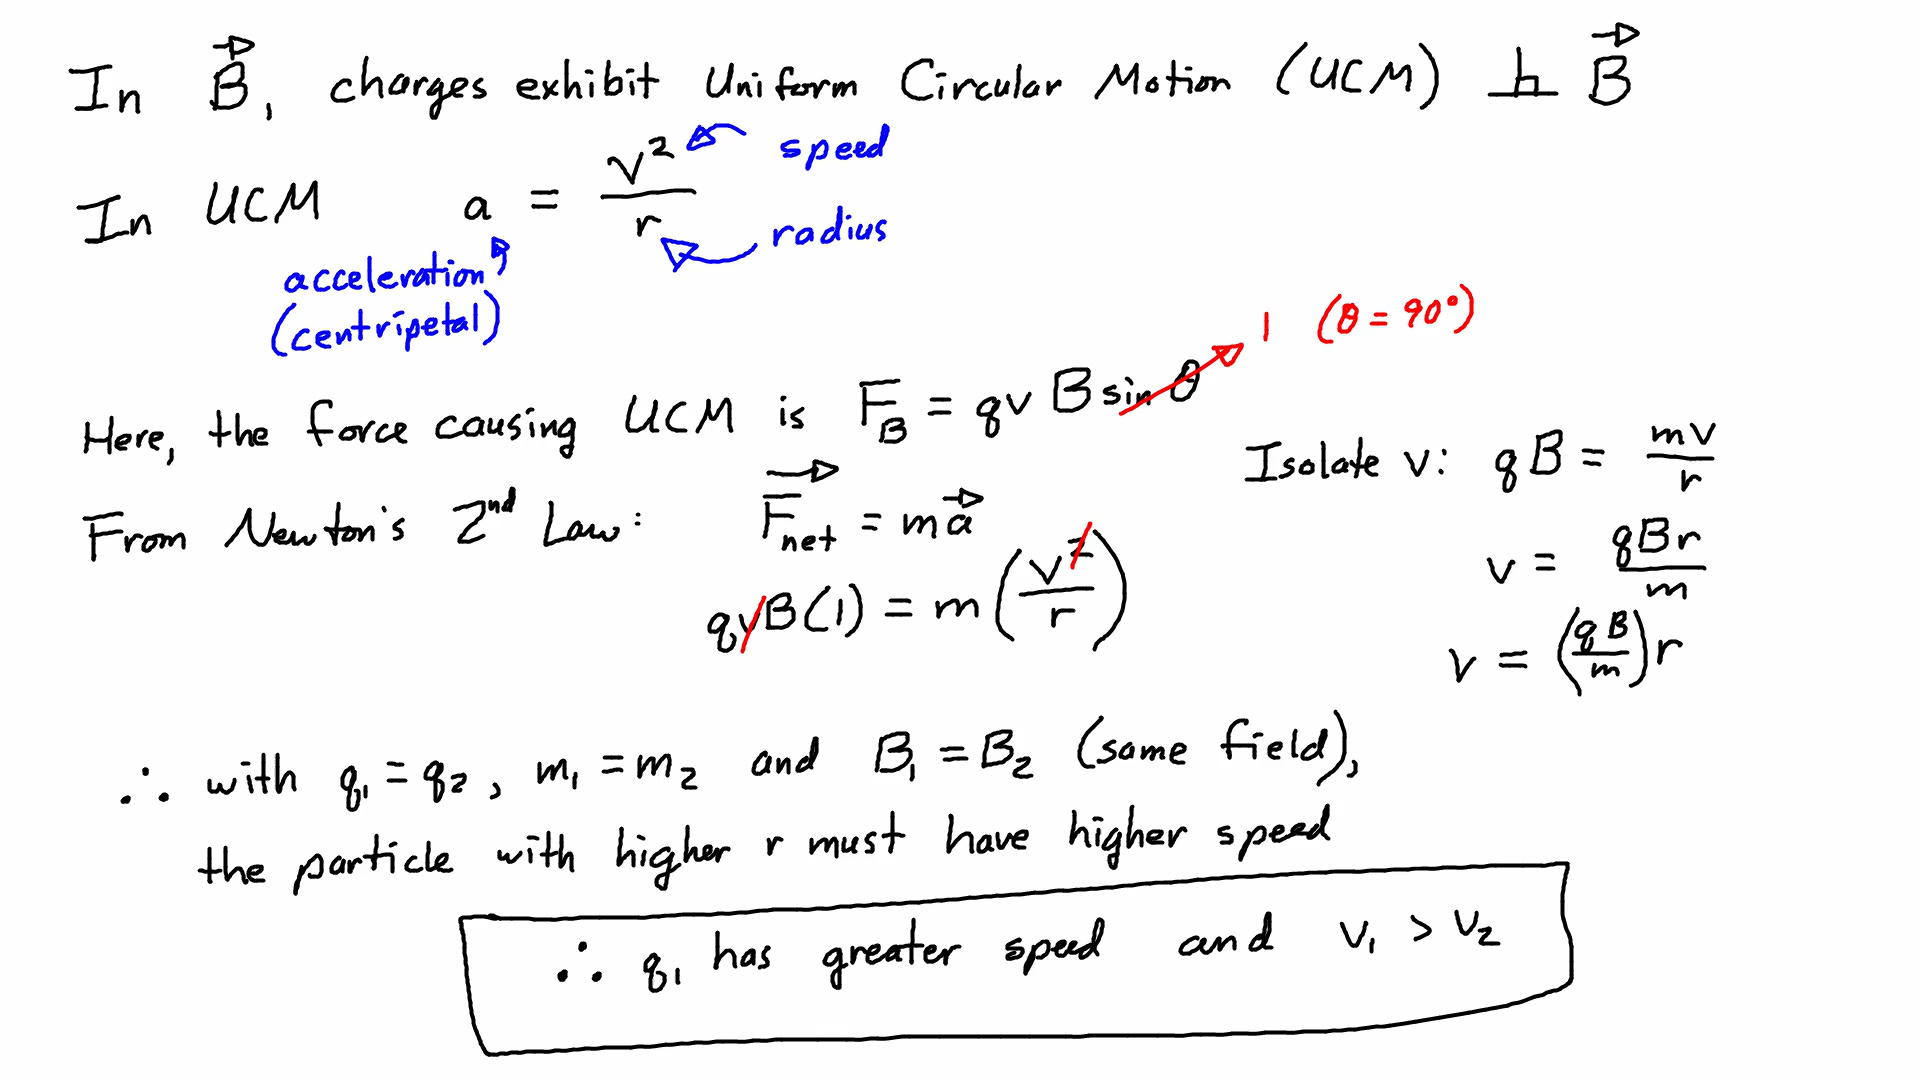 In B⃗, charges exhibit Uniform Circular Motion (UCM) ⊥ B⃗
In UCM a = v²/r
speed
radius
acceleration
(centripetal)
1 (θ = 90°)
Here, the force causing UCM is F_B = qvB sin θ
From Newton's 2nd Law: F⃗_net = ma⃗
qvB(1) = m(v²/r)
Isolate v: qB = mv/r
v = qBr/m
v = (qB/m)r
∴ with q₁ = q₂, m₁ = m₂ and B₁ = B₂ (same field),
the particle with higher r must have higher speed
∴ q₁ has greater speed and v₁ > v₂